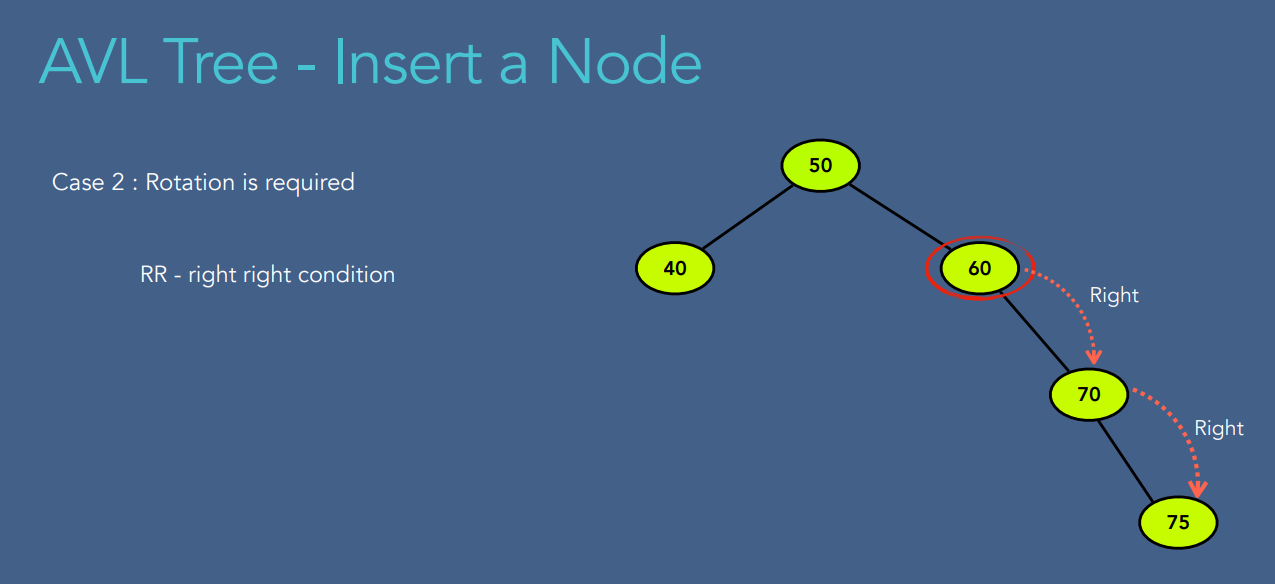 AVL Tree - Insert a Node
Case 2 : Rotation is required
RR - right right condition
50
40
60
Right
70
Right
75